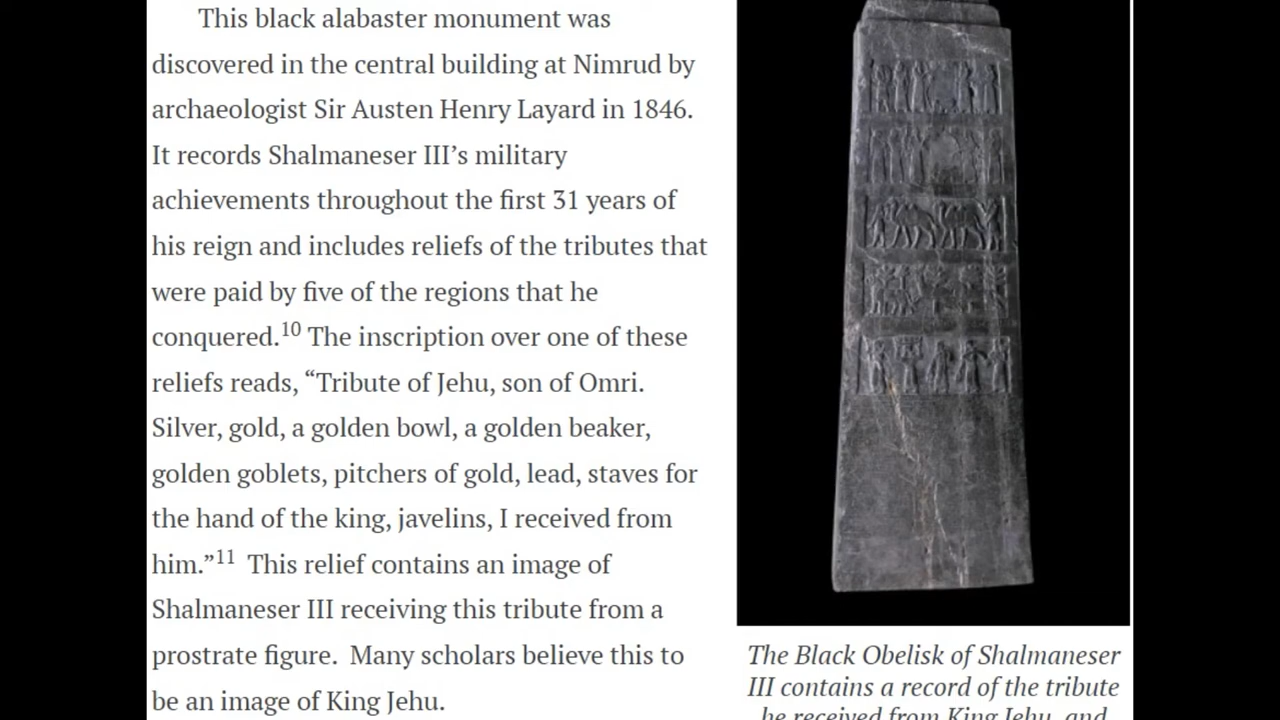 This black alabaster monument was
discovered in the central building at Nimrud by
archaeologist Sir Austen Henry Layard in 1846.
It records Shalmaneser III’s military
achievements throughout the first 31 years of
his reign and includes reliefs of the tributes that
were paid by five of the regions that he
conquered.10 The inscription over one of these
reliefs reads, “Tribute of Jehu, son of Omri.
Silver, gold, a golden bowl, a golden beaker,
golden goblets, pitchers of gold, lead, staves for
the hand of the king, javelins, I received from
him.”11 This relief contains an image of
Shalmaneser III receiving this tribute from a
prostrate figure. Many scholars believe this to
be an image of King Jehu.
The Black Obelisk of Shalmaneser
III contains a record of the tribute
he received from King Jehu, and